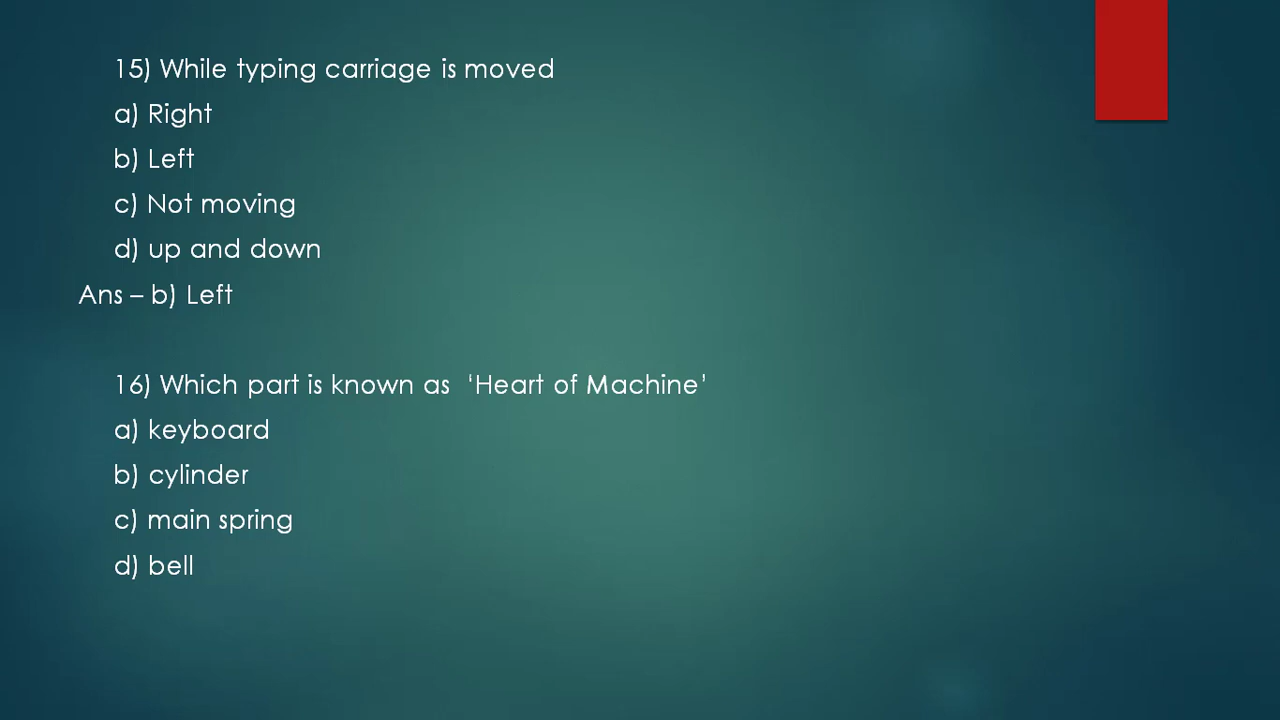 15) While typing carriage is moved
a) Right
b) Left
c) Not moving
d) up and down
Ans – b) Left
16) Which part is known as ‘Heart of Machine’
a) keyboard
b) cylinder
c) main spring
d) bell